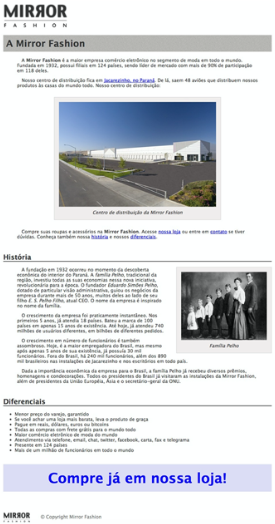 MIRROR
FASHION
A Mirror Fashion
A Mirror Fashion é a maior empresa comércio eletrônico no segmento de moda em todo o mundo.
Fundada em 1932, possui filiais em 124 países, sendo líder de mercado com mais de 90% de participação
em 118 deles.
Nosso centro de distribuição fica em Jacarezinho, no Paraná. De lá, saem 48 aviões que distribuem nossos
produtos às casas do mundo todo. Nosso centro de distribuição:
Centro de distribuição da Mirror Fashion
Compre suas roupas e acessórios na Mirror Fashion. Acesse nossa loja ou entre em contato se tiver
dúvidas. Conheça também nossa história e nossos diferenciais.
História
A fundação em 1932 ocorreu no momento da descoberta
econômica do interior do Paraná. A família Pelho, tradicional da
região, investiu todas as suas economias nessa nova iniciativa,
revolucionária para a época. O fundador Eduardo Simões Pelho,
dotado de particular visão administrativa, guiou os negócios da
empresa durante mais de 50 anos, muitos deles ao lado de seu
filho E. S. Pelho Filho, atual CEO. O nome da empresa é inspirado
no nome da família.
O crescimento da empresa foi praticamente instantâneo. Nos
primeiros 5 anos, já atendia 18 países. Bateu a marca de 100
países em apenas 15 anos de existência. Até hoje, já atendeu 740
milhões de usuários diferentes, em bilhões de diferentes pedidos.
O crescimento em número de funcionários é também
assombroso. Hoje, é a maior empregadora do Brasil, mas mesmo
após apenas 5 anos de sua existência, já possuía 30 mil
funcionários. Fora do Brasil, há 240 mil funcionários, além dos 890
mil brasileiros nas instalações de Jacarezinho e nos escritórios em todo país.
Dada a importância econômica da empresa para o Brasil, a família Pelho já recebeu diversos prêmios,
homenagens e condecorações. Todos os presidentes do Brasil já visitaram as instalações da Mirror Fashion,
além de presidentes da União Européia, Ásia e o secretário-geral da ONU.
Família Pelho
Diferenciais
Menor preço do varejo, garantido
Se você achar uma loja mais barata, leva o produto de graça
Pague em reais, dólares, euros ou bitcoins
Todas as compras com frete grátis para o mundo todo
Maior comércio eletrônico de moda do mundo
Atendimento via telefone, email, chat, twitter, facebook, carta, fax e telegrama
Presente em 124 países
Mais de um milhão de funcionários em todo o mundo
Compre já em nossa loja!
MIRROR
FASHION
© Copyright Mirror Fashion